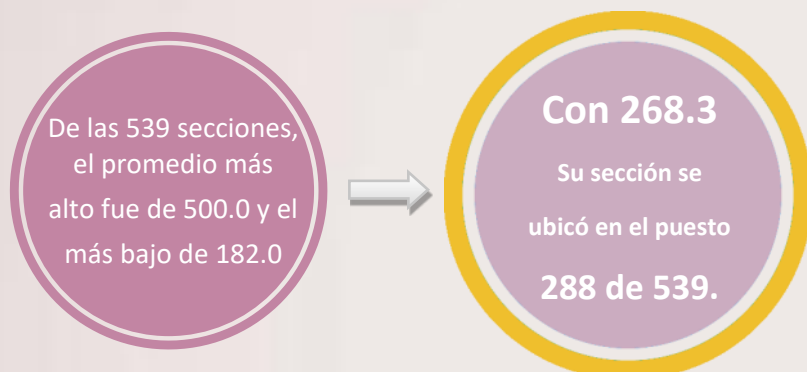 De las 539 secciones,
el promedio más
alto fue de 500.0 y el
más bajo de 182.0
Con 268.3
Su sección se
ubicó en el puesto
288 de 539.